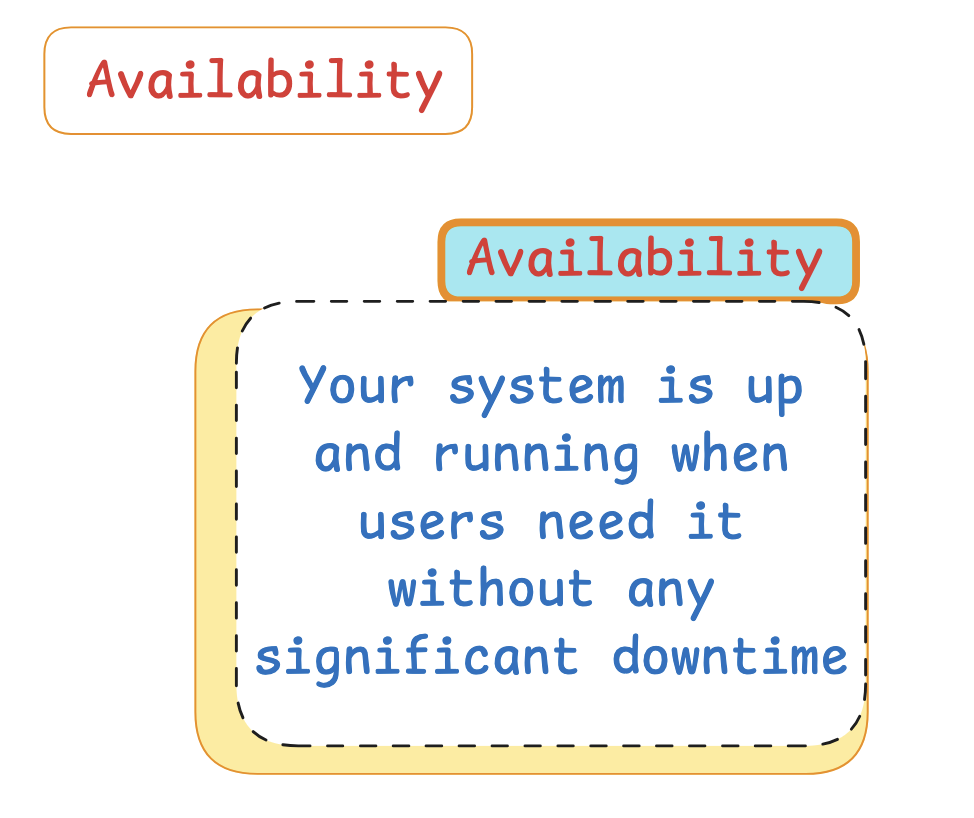 Availability
Availability
Your system is up
and running when
users need it
without any
significant downtime